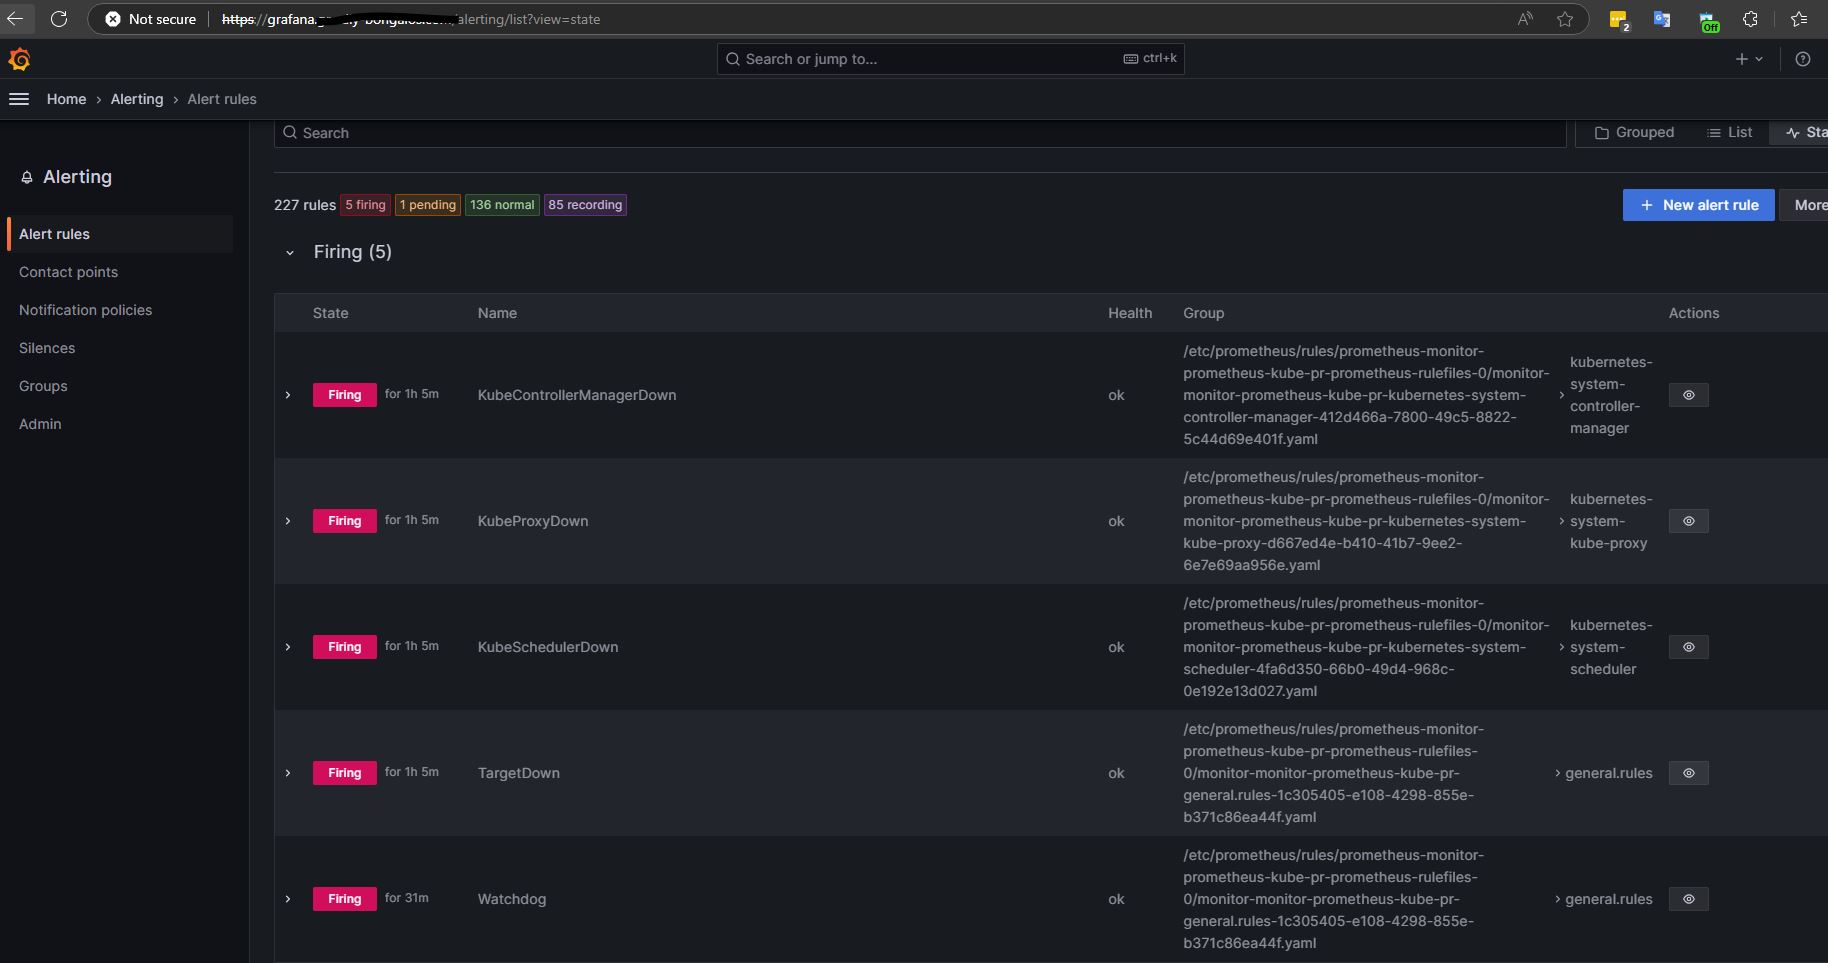 Not secure https://grafana. /alerting/list?view=state
2
Off
Search or jump to... ctrl+k
Home › Alerting › Alert rules
Search Grouped List Sta
Alerting
Alert rules
Contact points
Notification policies
Silences
Groups
Admin
227 rules 5 firing 1 pending 136 normal 85 recording
+ New alert rule More
Firing (5)
State Name Health Group Actions
Firing for 1h 5m KubeControllerManagerDown ok
/etc/prometheus/rules/prometheus-monitor-
prometheus-kube-pr-prometheus-rulefiles-0/monitor-
monitor-prometheus-kube-pr-kubernetes-system-
controller-manager-412d466a-7800-49c5-8822-
5c44d69e401f.yaml
kubernetes-
system-
controller-
manager
Firing for 1h 5m KubeProxyDown ok
/etc/prometheus/rules/prometheus-monitor-
prometheus-kube-pr-prometheus-rulefiles-0/monitor-
monitor-prometheus-kube-pr-kubernetes-system-
kube-proxy-d667ed4e-b410-41b7-9ee2-
6e7e69aa956e.yaml
kubernetes-
system-
kube-proxy
Firing for 1h 5m KubeSchedulerDown ok
/etc/prometheus/rules/prometheus-monitor-
prometheus-kube-pr-prometheus-rulefiles-0/monitor-
monitor-prometheus-kube-pr-kubernetes-system-
scheduler-4fa6d350-66b0-49d4-968c-
0e192e13d027.yaml
kubernetes-
system-
scheduler
Firing for 1h 5m TargetDown ok
/etc/prometheus/rules/prometheus-monitor-
prometheus-kube-pr-prometheus-rulefiles-
0/monitor-monitor-prometheus-kube-pr-
general.rules-1c305405-e108-4298-855e-
b371c86ea44f.yaml
general.rules
Firing for 31m Watchdog ok
/etc/prometheus/rules/prometheus-monitor-
prometheus-kube-pr-prometheus-rulefiles-
0/monitor-monitor-prometheus-kube-pr-
general.rules-1c305405-e108-4298-855e-
b371c86ea44f.yaml
general.rules